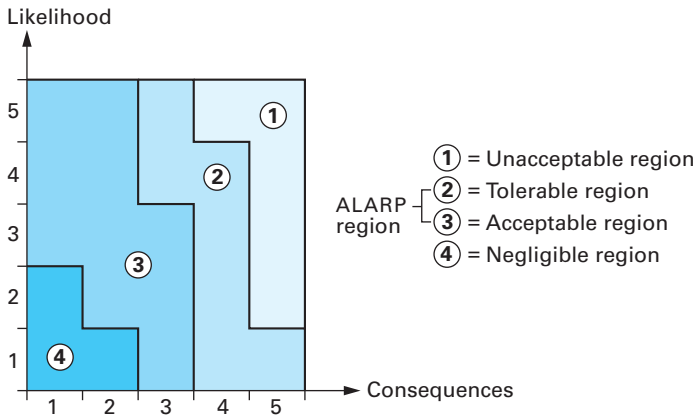 Likelihood
5
4
3
2
1
1
2
3
4
1 2 3 4 5
Consequences
1 = Unacceptable region
ALARP region
2 = Tolerable region
3 = Acceptable region
4 = Negligible region